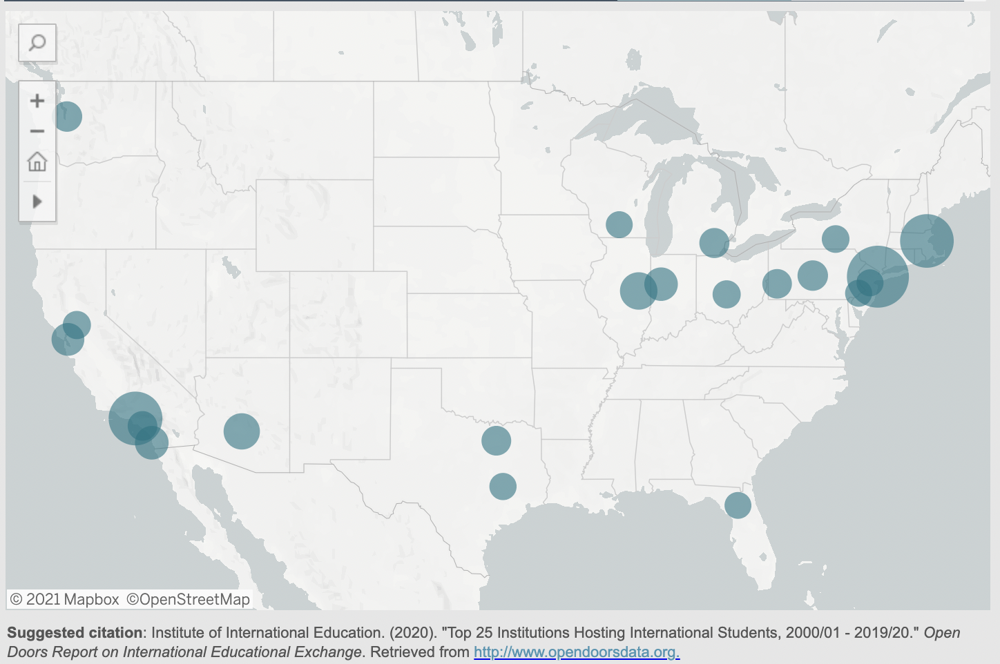 © 2021 Mapbox ©OpenStreetMap
Suggested citation: Institute of International Education. (2020). "Top 25 Institutions Hosting International Students, 2000/01 - 2019/20." Open
Doors Report on International Educational Exchange. Retrieved from http://www.opendoorsdata.org.